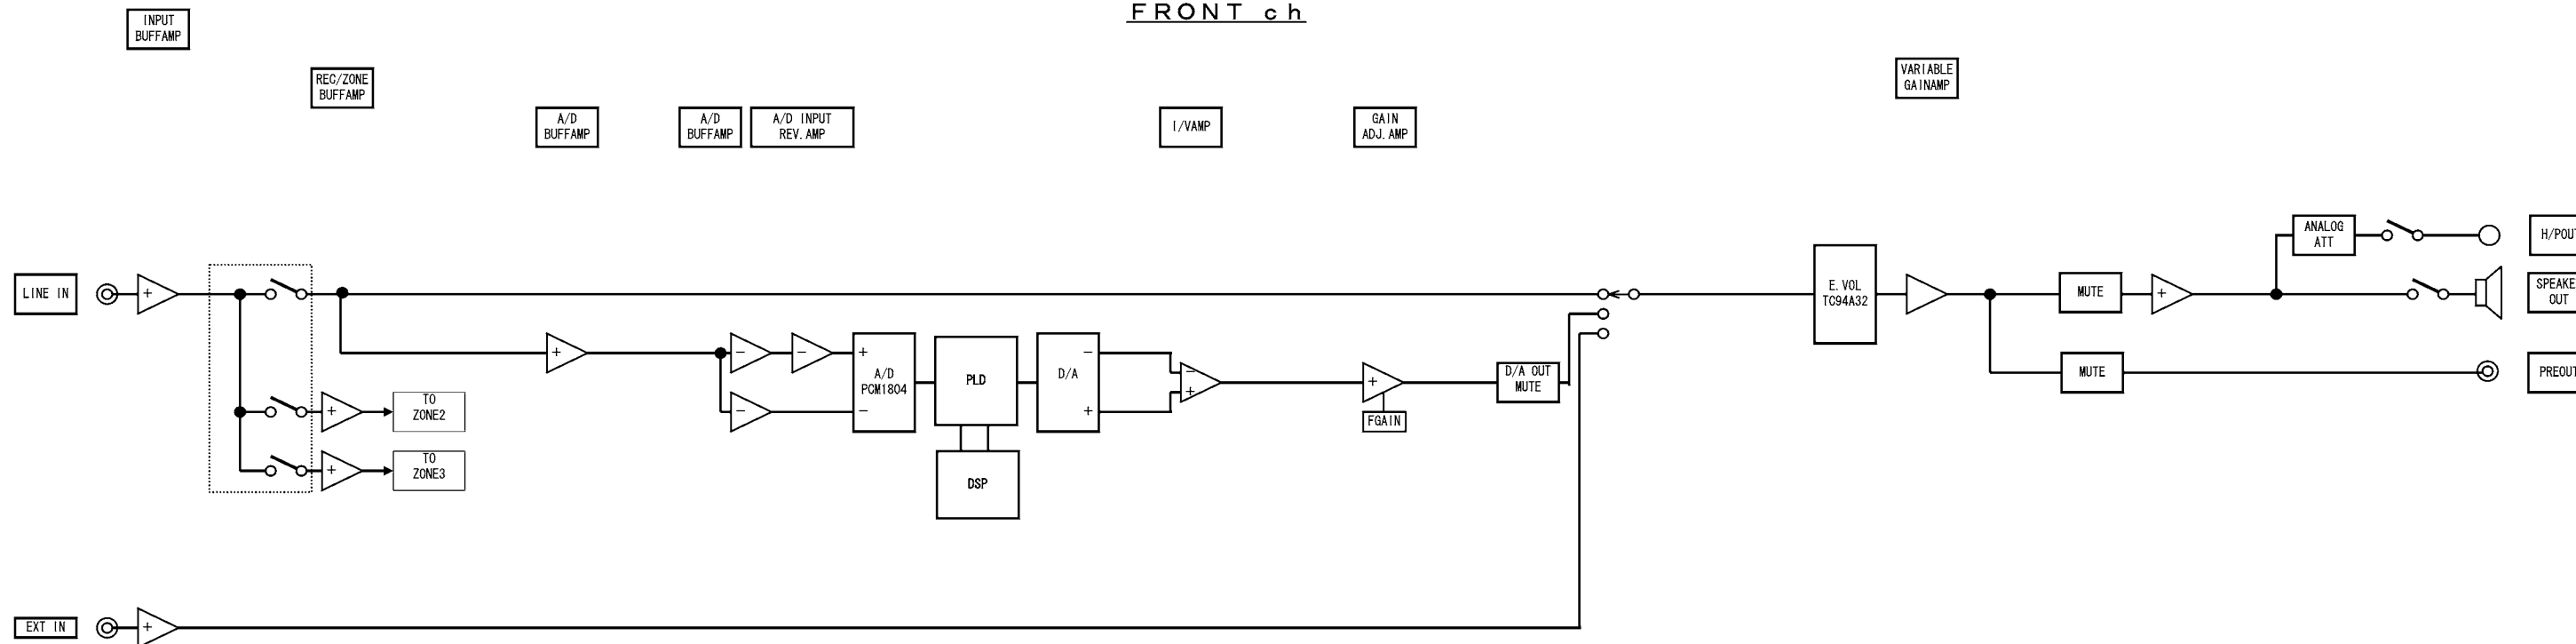 FRONT ch
INPUT
BUFFAMP
REC/ZONE
BUFFAMP
VARIABLE
GAINAMP
A/D
BUFFAMP
A/D
BUFFAMP
A/D INPUT
REV.AMP
I/VAMP
GAIN
ADJ.AMP
ANALOG
ATT
H/POUT
LINE IN
+
E.VOL
TC94A32
MUTE
+
SPEAKE
OUT
+
−
−
+
A/D
PCM1804
−
−
PLD
D/A
−
+
−
+
+
FGAIN
D/A OUT
MUTE
MUTE
PREOUT
+
TO
ZONE2
+
TO
ZONE3
DSP
EXT IN
+